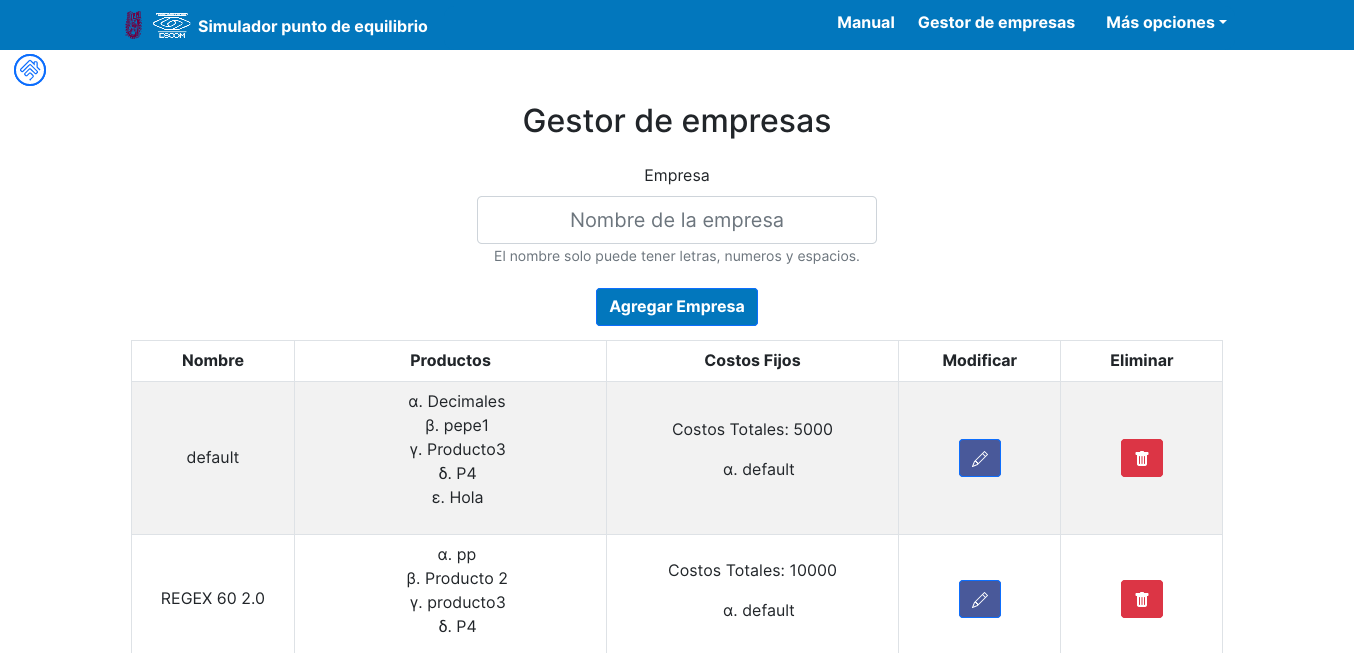 ESCOM
Simulador punto de equilibrio
Manual
Gestor de empresas
Más opciones
Gestor de empresas
Empresa
Nombre de la empresa
El nombre solo puede tener letras, numeros y espacios.
Agregar Empresa
Nombre
Productos
Costos Fijos
Modificar
Eliminar
default
α. Decimales
β. pepe1
γ. Producto3
δ. P4
ε. Hola
Costos Totales: 5000
α. default
REGEX 60 2.0
α. pp
β. Producto 2
γ. producto3
δ. P4
Costos Totales: 10000
α. default